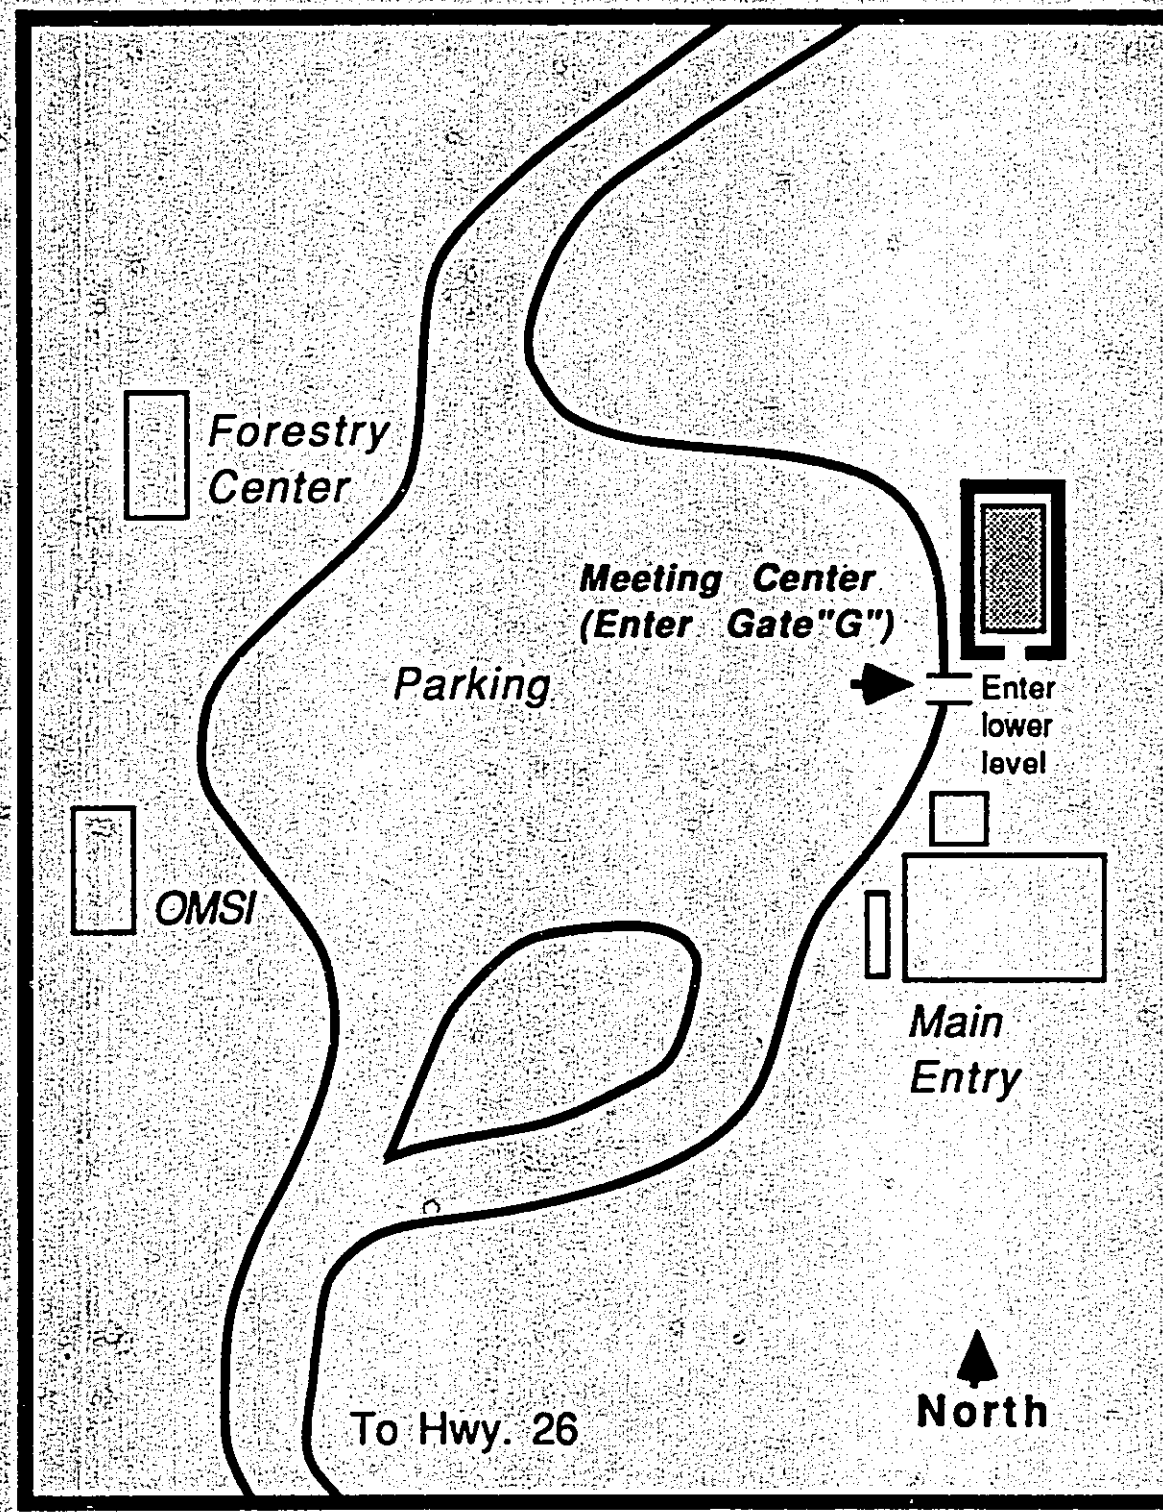 Forestry
Center
Meeting Center
(Enter Gate"G")
Parking
Enter
lower
level
OMSI
Main
Entry
North
To Hwy. 26